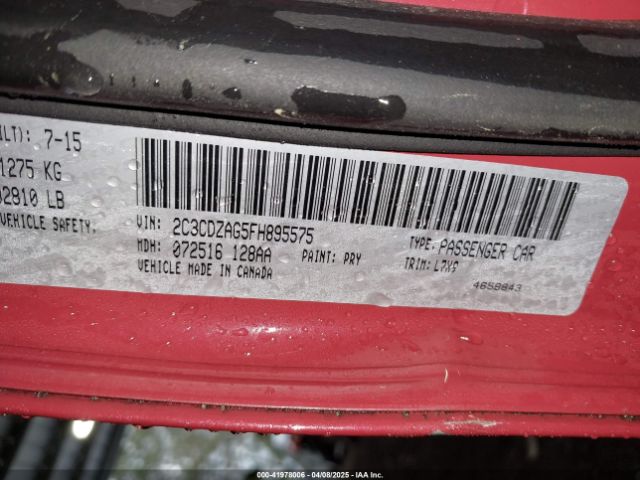 ILT): 7-15
1275 KG
02810 LB
VEHICLE SAFETY:
VIN: 2C3CDZAG5FH895575
MDH: 072516 128AA
PAINT: PRY
VEHICLE MADE IN CANADA
TYPE: PASSENGER CAR
TRIM: L7X9
4658843
000-41978006 - 04/08/2025 - IAA Inc.